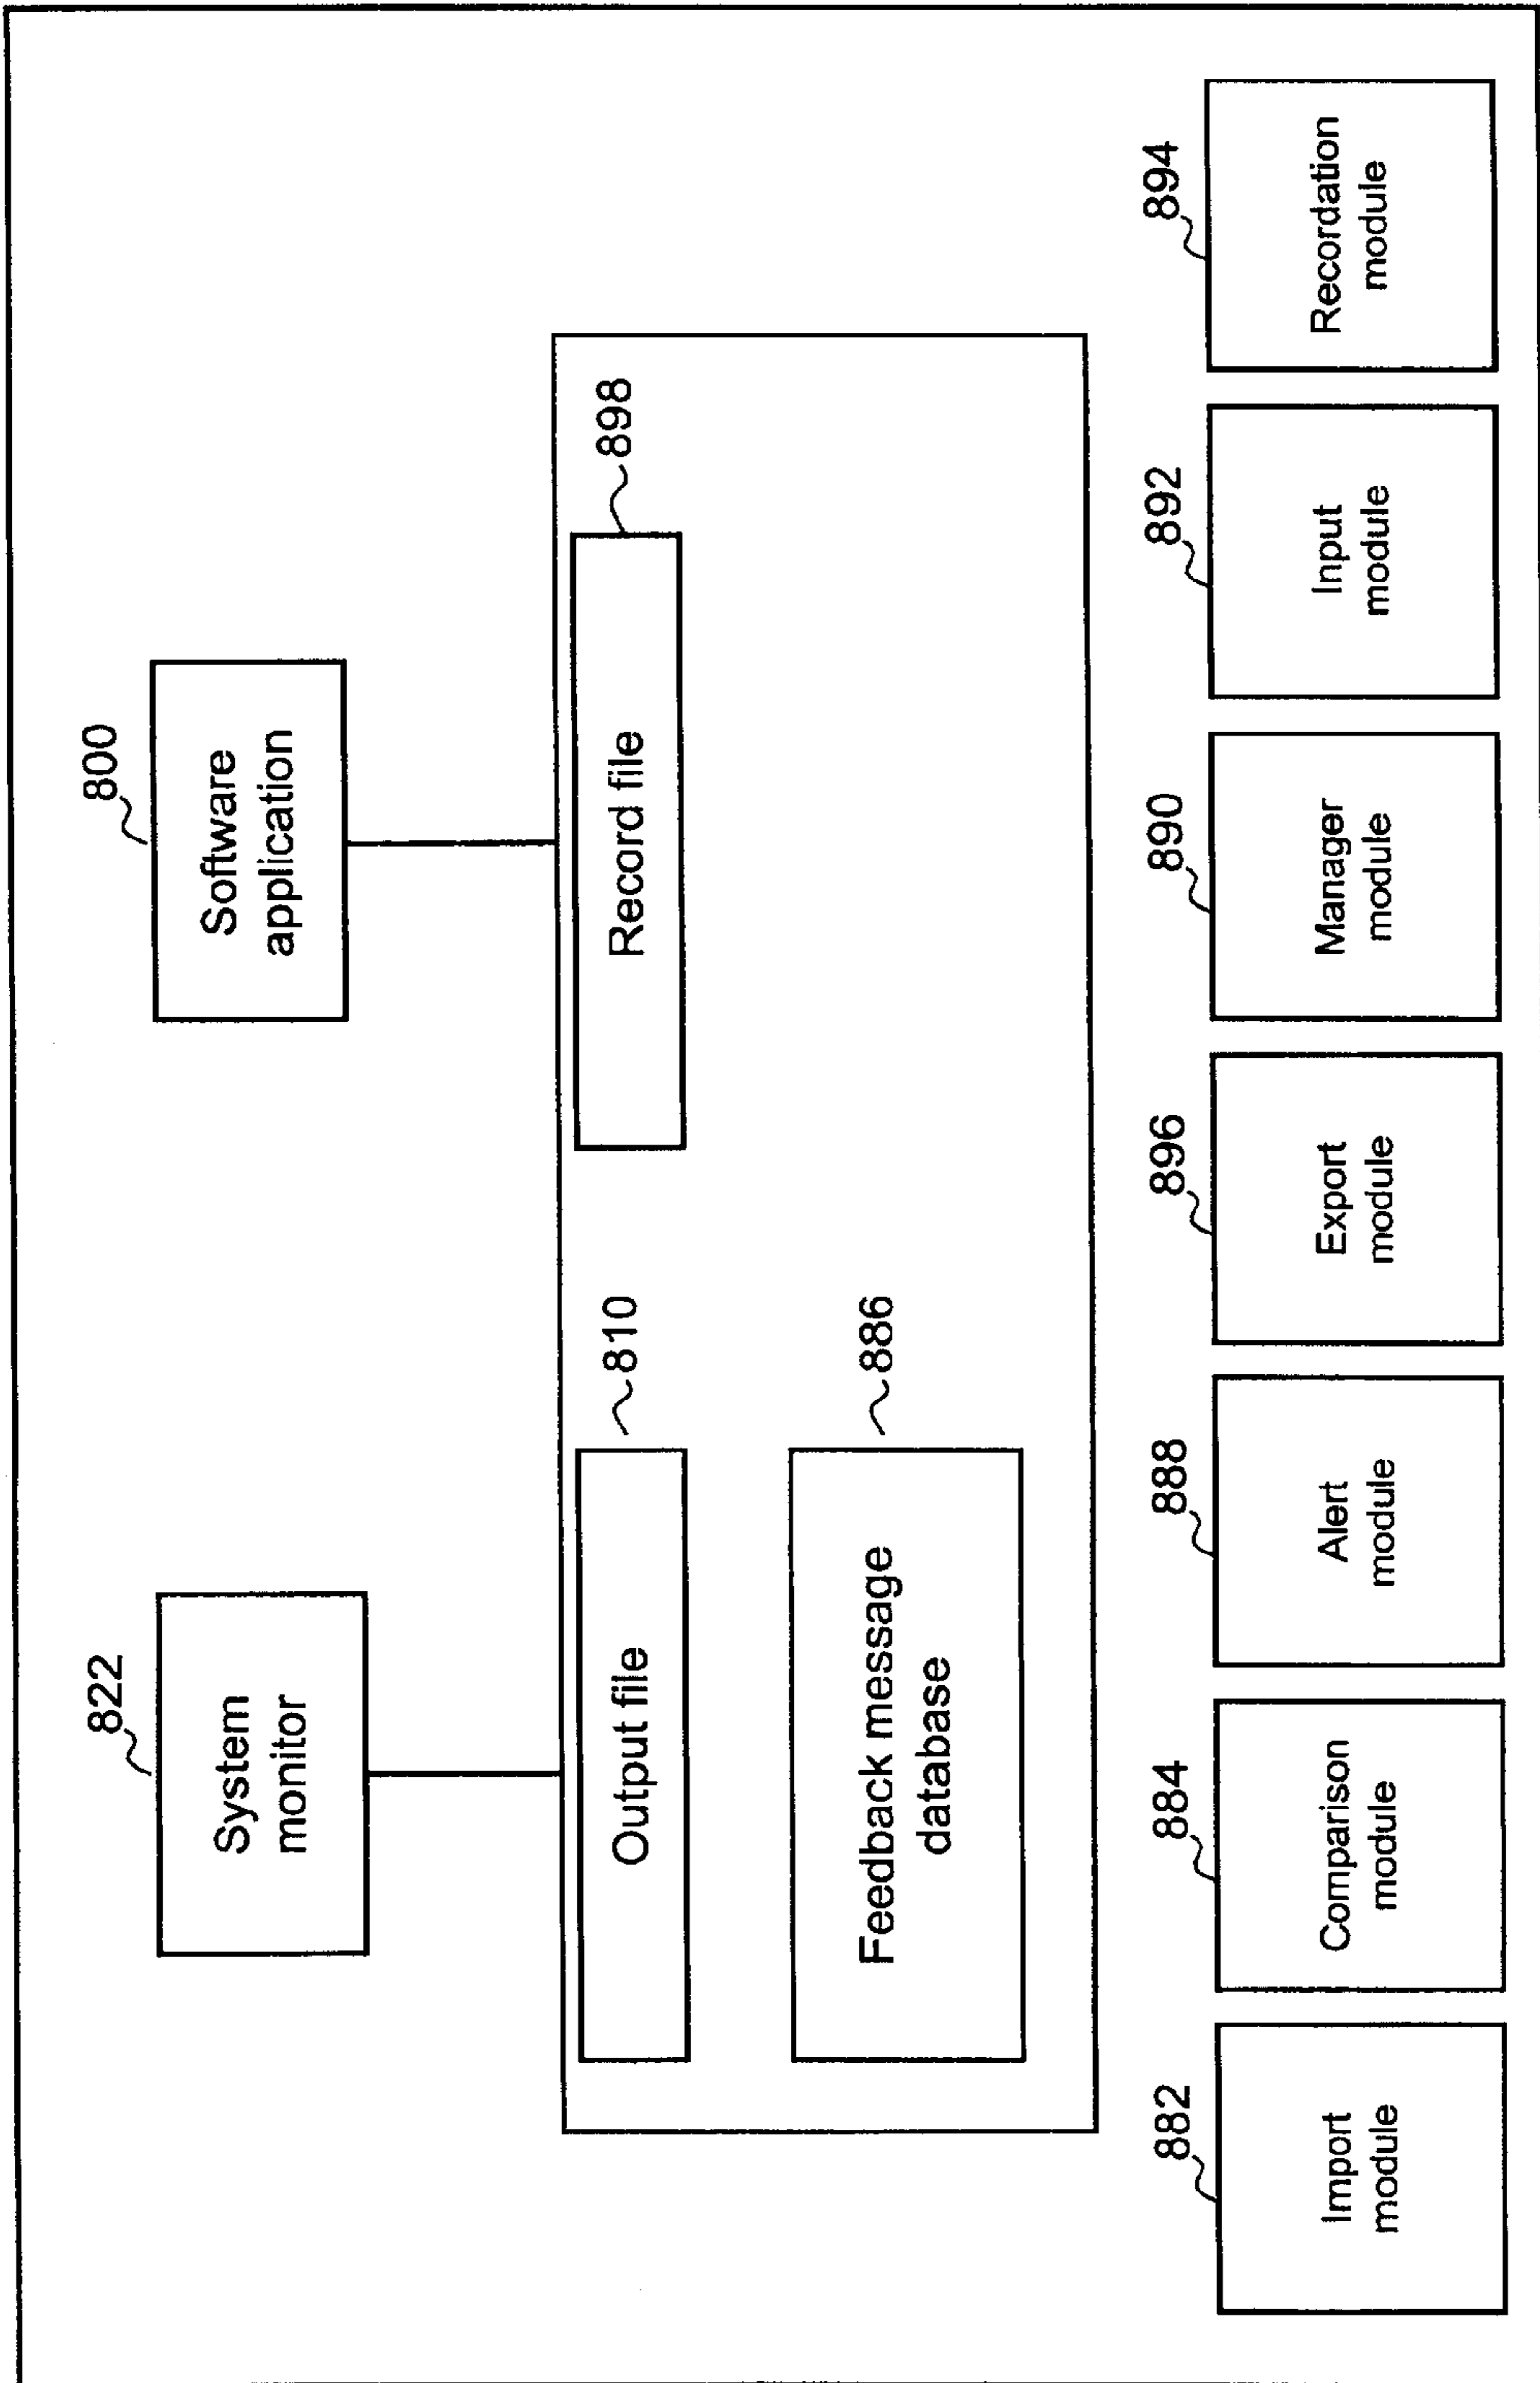 822
System
monitor
800
Software
application
Output file
810
Record file
898
Feedback message
database
886
882
Import
module
884
Comparison
module
888
Alert
module
896
Export
module
890
Manager
module
892
Input
module
894
Recordation
module